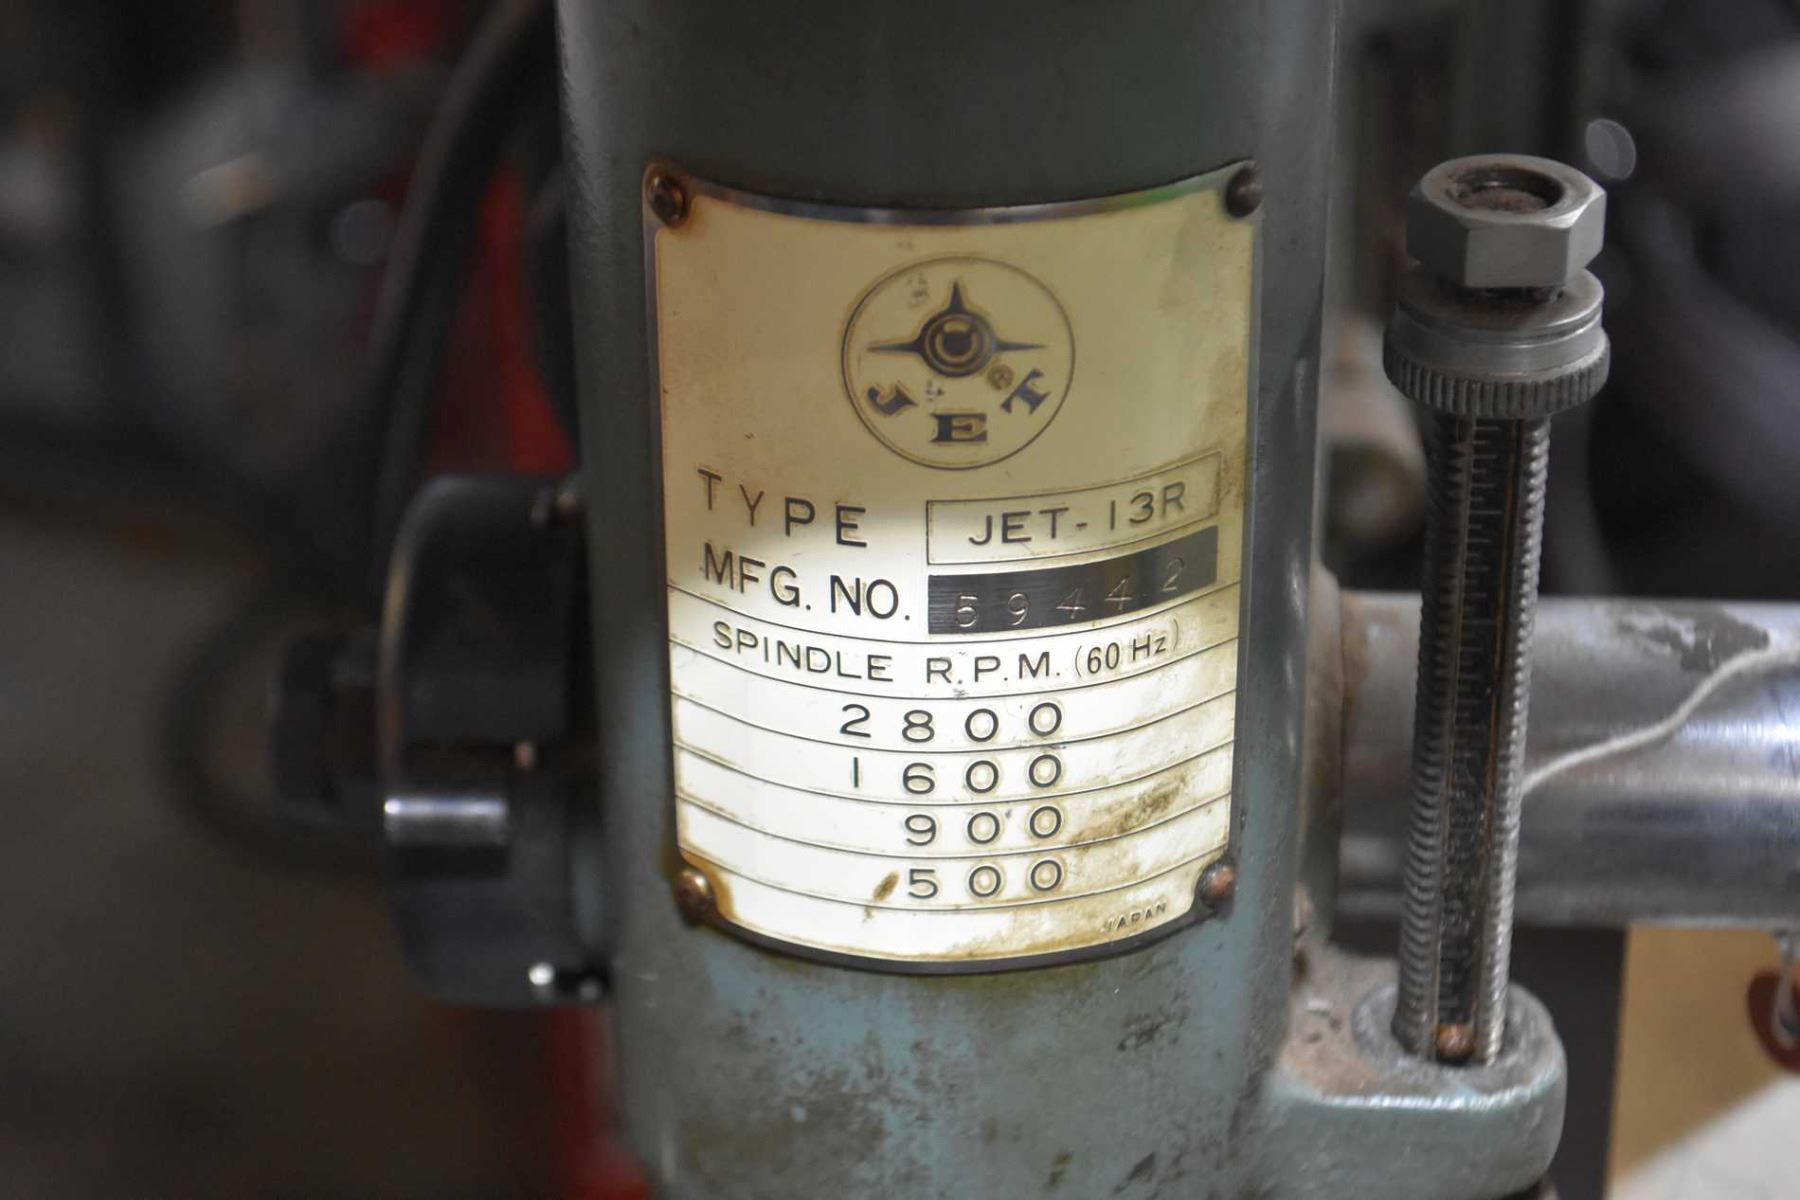 JET®
TYPE JET-13R
MFG. NO. 59442
SPINDLE R.P.M. (60 Hz)
2800
1600
900
500
JAPAN